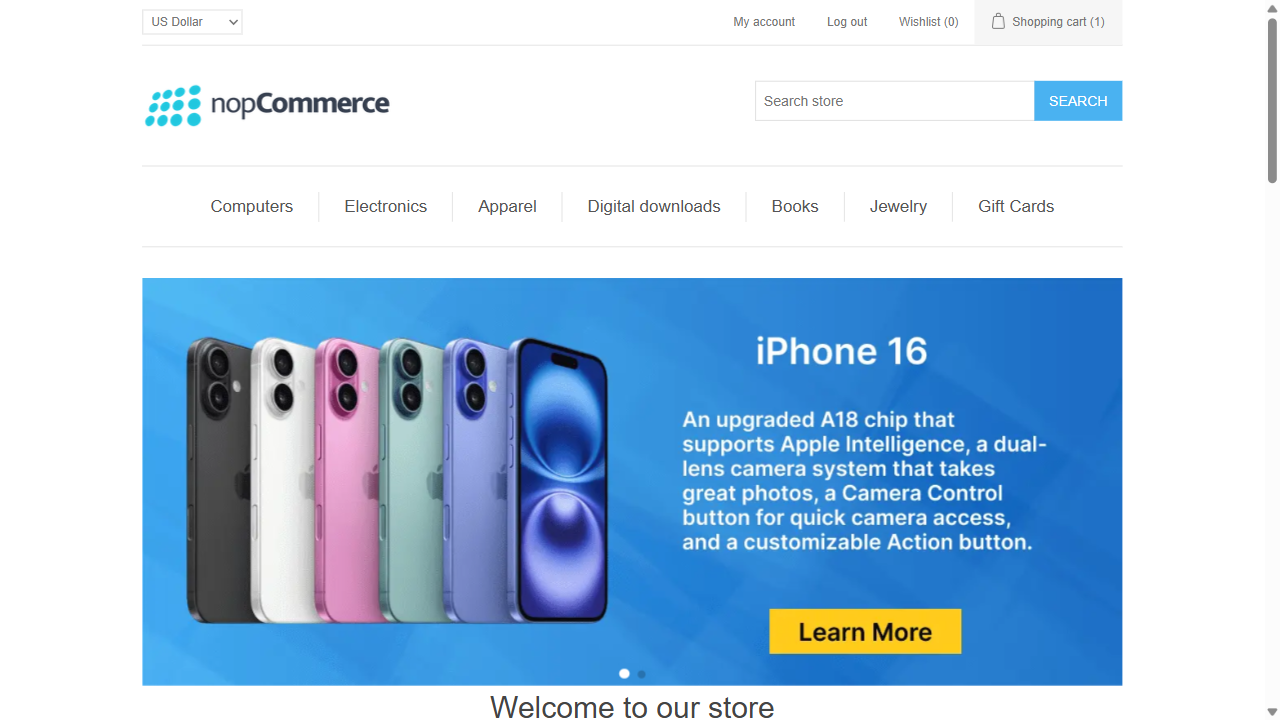 US Dollar
My account
Log out
Wishlist (0)
Shopping cart (1)
nopCommerce
Search store
SEARCH
Computers
Electronics
Apparel
Digital downloads
Books
Jewelry
Gift Cards
iPhone 16
An upgraded A18 chip that
supports Apple Intelligence, a dual-
lens camera system that takes
great photos, a Camera Control
button for quick camera access,
and a customizable Action button.
Learn More
Welcome to our store